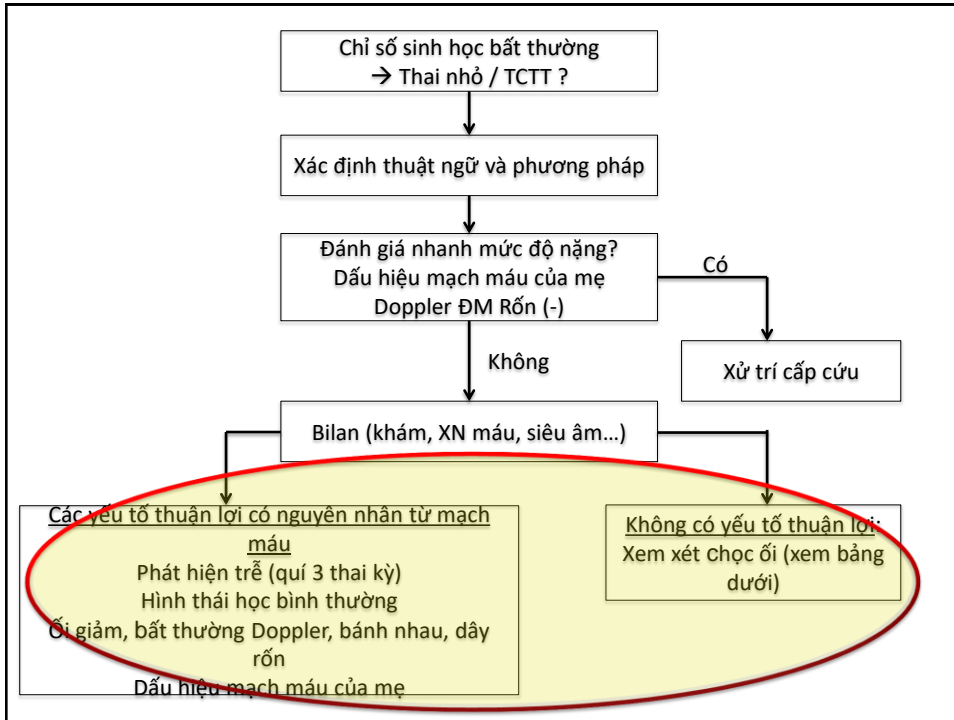 Chỉ số sinh học bất thường
→ Thai nhỏ / TCTT ?
Xác định thuật ngữ và phương pháp
Đánh giá nhanh mức độ nặng?
Dấu hiệu mạch máu của mẹ
Doppler ĐM Rốn (-)
Có
Không
Xử trí cấp cứu
Bilan (khám, XN máu, siêu âm…)
Các yếu tố thuận lợi có nguyên nhân từ mạch
máu
Phát hiện trễ (quí 3 thai kỳ)
Hình thái học bình thường
Ối giảm, bất thường Doppler, bánh nhau, dây
rốn
Dấu hiệu mạch máu của mẹ
Không có yếu tố thuận lợi:
Xem xét chọc ối (xem bảng
dưới)